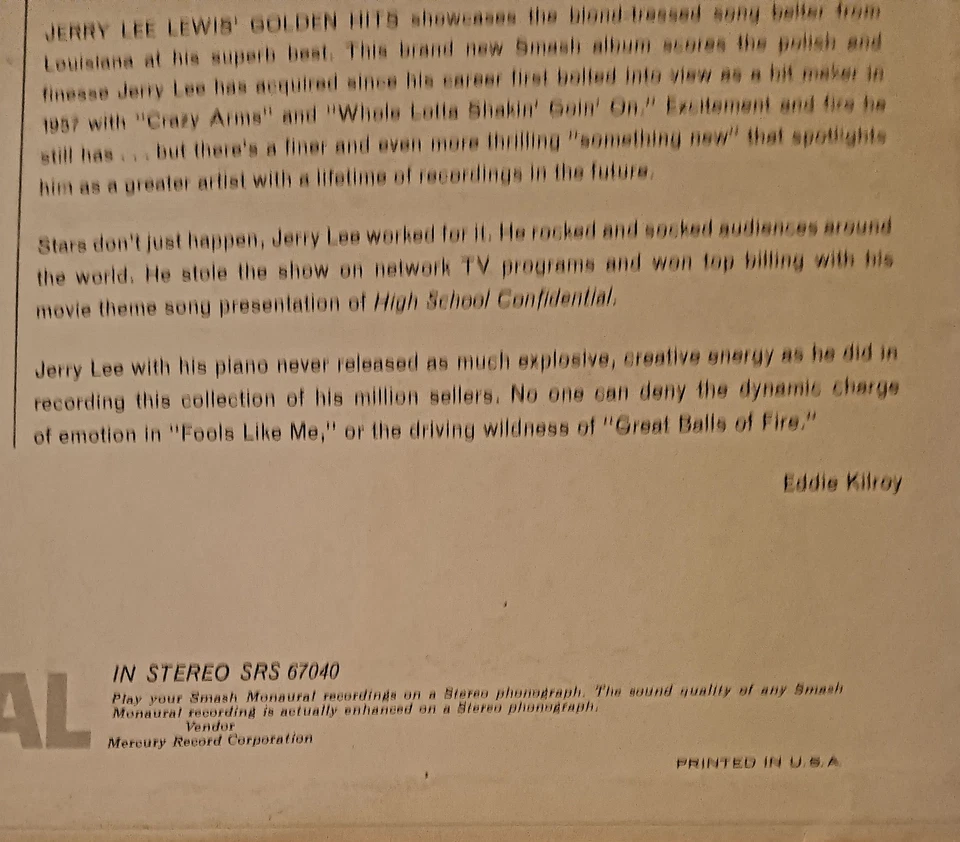 JERRY LEE LEWIS' GOLDEN HITS showcases the blond-tressed song belter from
Louisiana at his superb best. This brand new Smash album scores the polish and
finesse Jerry Lee has acquired since his career first bolted into view as a hit maker in
1957 with "Crazy Arms" and "Whole Lotta Shakin' Goin' On." Excitement and fire he
still has . . . but there's a finer and even more thrilling "something new" that spotlights
him as a greater artist with a lifetime of recordings in the future.
Stars don't just happen, Jerry Lee worked for it. He rocked and socked audiences around
the world. He stole the show on network TV programs and won top billing with his
movie theme song presentation of High School Confidential.
Jerry Lee with his piano never released as much explosive, creative energy as he did in
recording this collection of his million sellers. No one can deny the dynamic charge
of emotion in "Fools Like Me," or the driving wildness of "Great Balls of Fire."
Eddie Kilroy
AL
IN STEREO SRS 67040
Play your Smash Monaural recordings on a Stereo phonograph. The sound quality of any Smash
Monaural recording is actually enhanced on a Stereo phonograph.
Vendor
Mercury Record Corporation
PRINTED IN U.S.A.